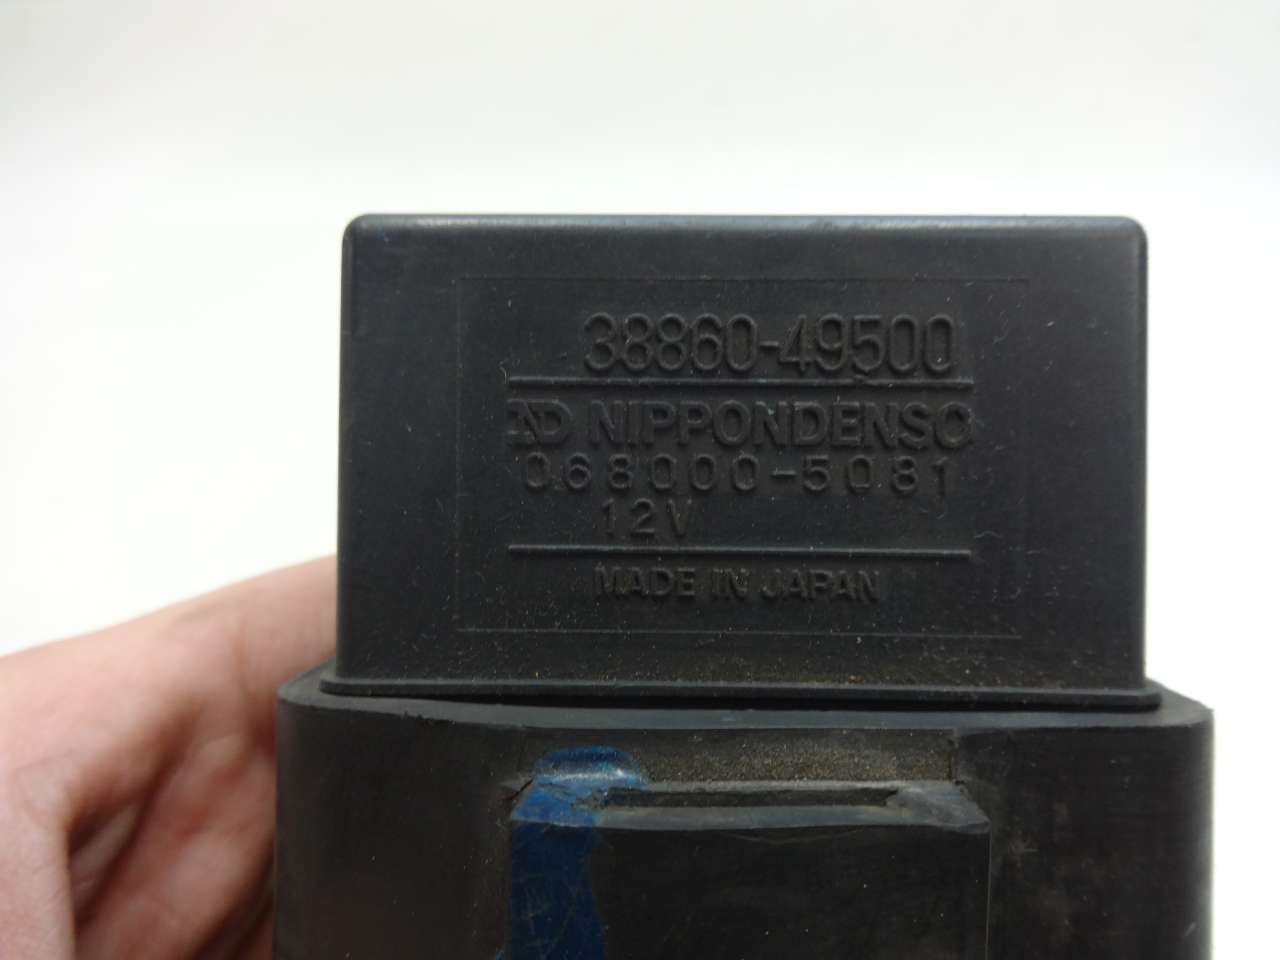 38860-49500
ND NIPPONDENSO
068000-5081
12V
MADE IN JAPAN